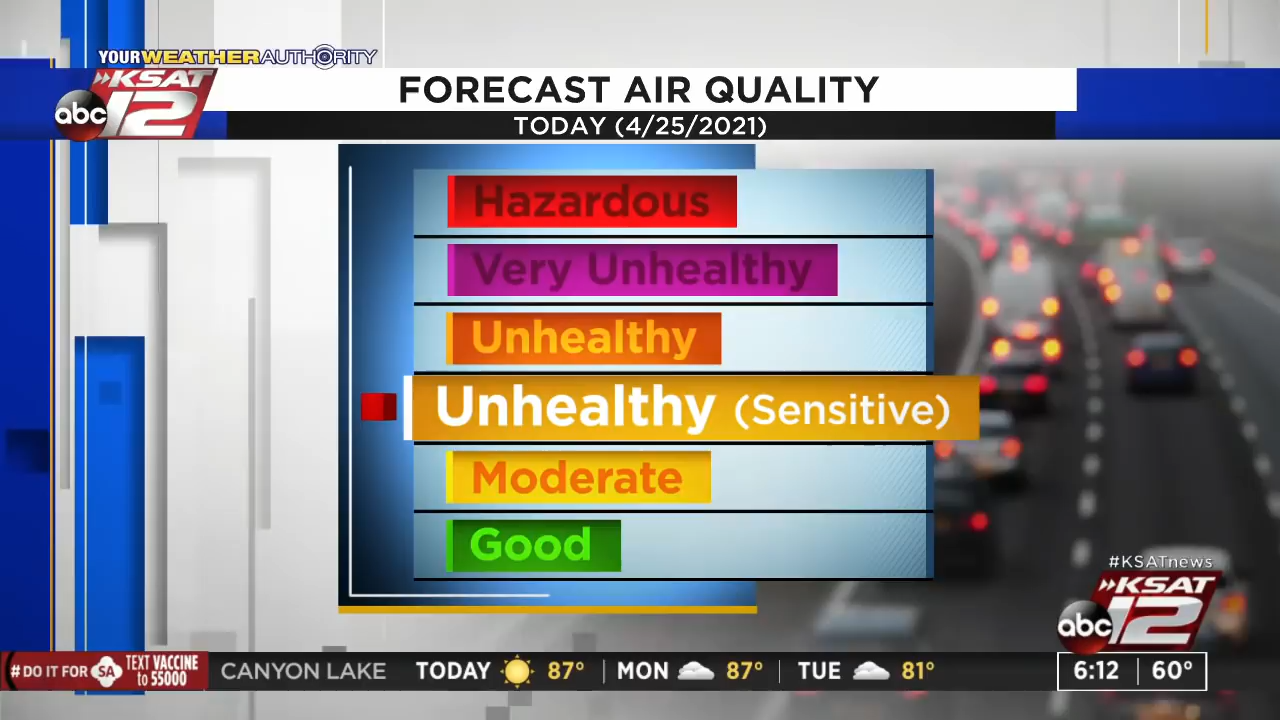 YOUR WEATHER AUTHORITY
KSAT
abc 12
FORECAST AIR QUALITY
TODAY (4/25/2021)
Hazardous
Very Unhealthy
Unhealthy
Unhealthy (Sensitive)
Moderate
Good
#KSATnews
KSAT
abc 12
#DO IT FOR SA TEXT VACCINE to 55000
CANYON LAKE TODAY 87° MON 87° TUE 81°
6:12 60°